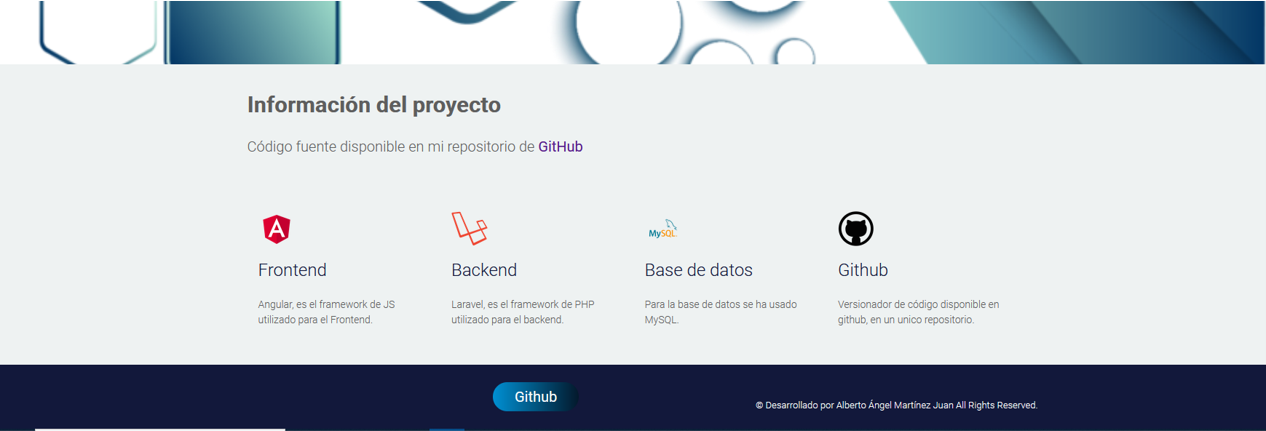 Información del proyecto
Código fuente disponible en mi repositorio de GitHub
MySQL
Frontend
Angular, es el framework de JS
utilizado para el Frontend.
Backend
Laravel, es el framework de PHP
utilizado para el backend.
Base de datos
Para la base de datos se ha usado
MySQL.
Github
Versionador de código disponible en
github, en un unico repositorio.
Github
© Desarrollado por Alberto Ángel Martínez Juan All Rights Reserved.